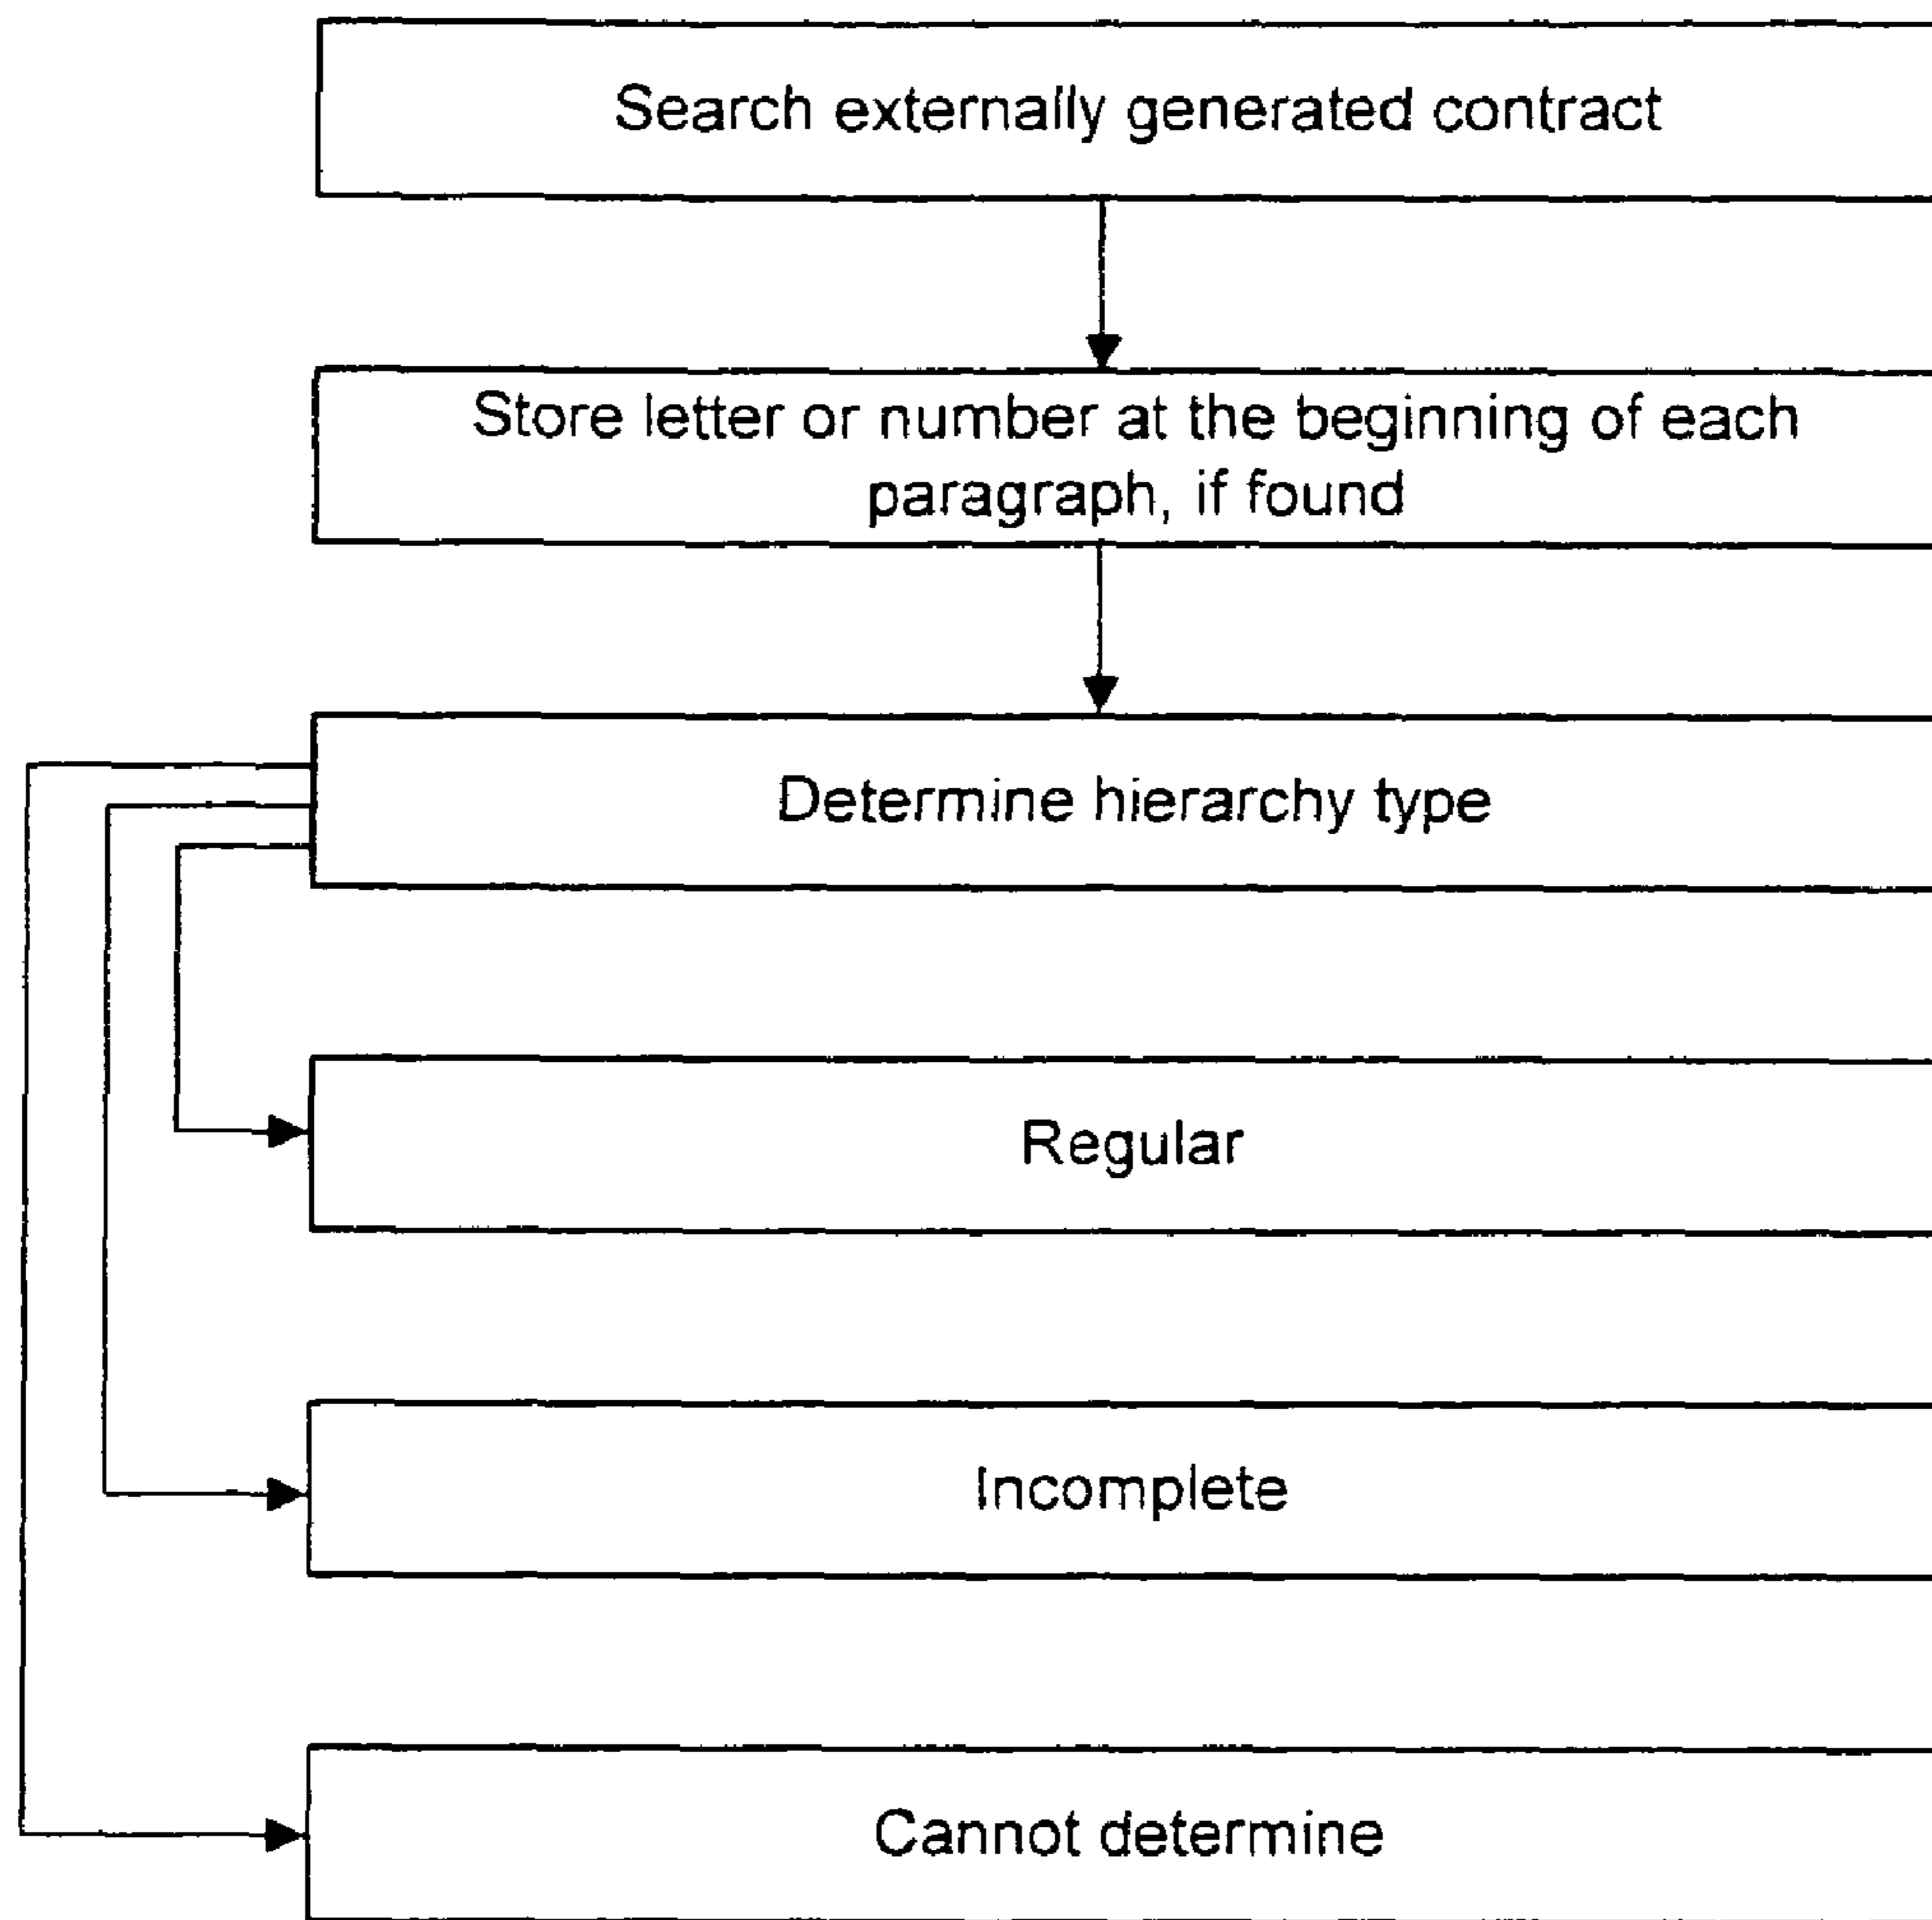 Search externally generated contract
Store letter or number at the beginning of each
paragraph, if found
Determine hierarchy type
Regular
Incomplete
Cannot determine